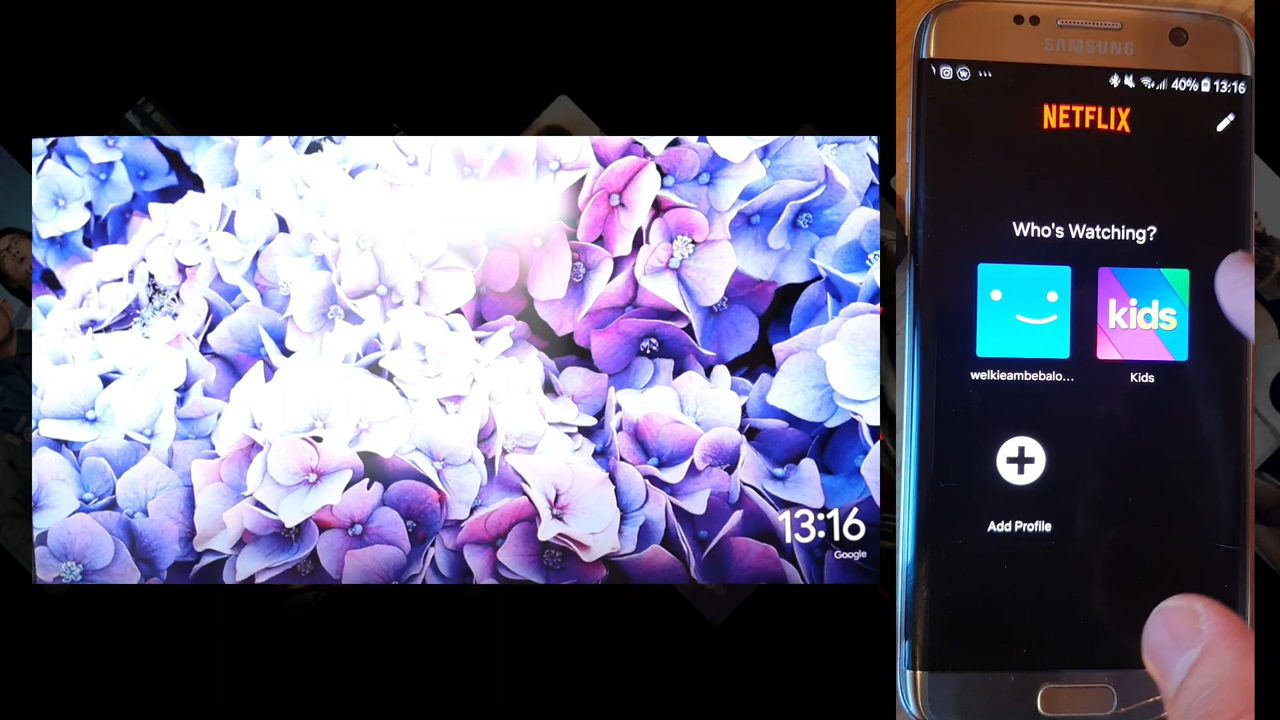 13:16
Google
SAMSUNG
40% 13:16
NETFLIX
Who's Watching?
welkieambebalo...
kids
Kids
Add Profile